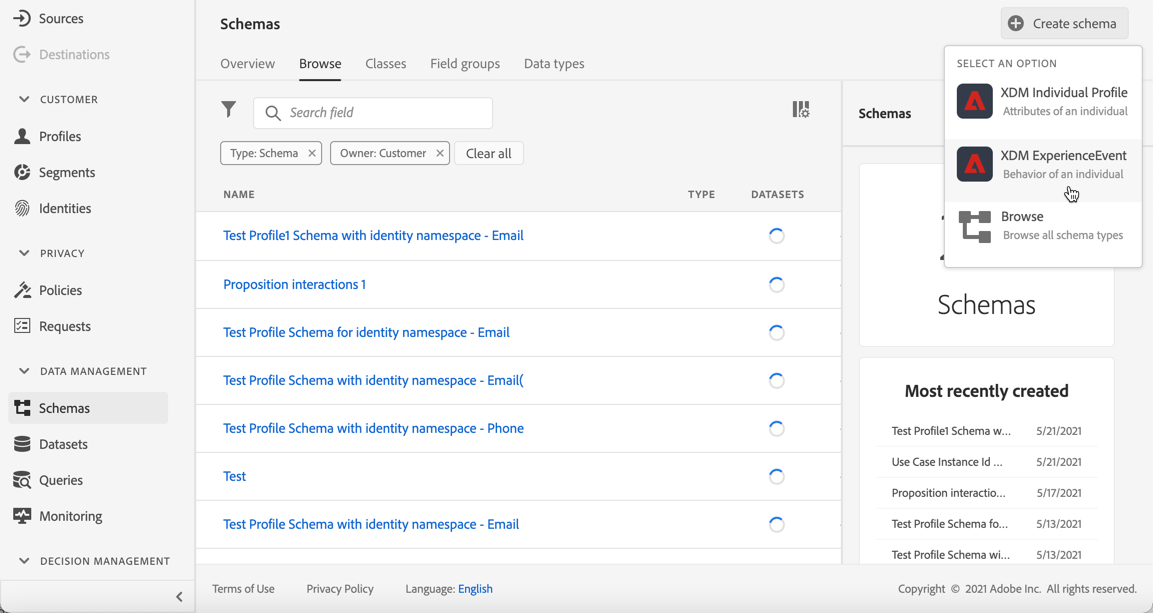 Sources
Destinations
CUSTOMER
Profiles
Segments
Identities
PRIVACY
Policies
Requests
DATA MANAGEMENT
Schemas
Datasets
Queries
Monitoring
DECISION MANAGEMENT
Schemas
Create schema
Overview
Browse
Classes
Field groups
Data types
Search field
Type: Schema
Owner: Customer
Clear all
NAME
TYPE
DATASETS
Test Profile1 Schema with identity namespace - Email
Proposition interactions 1
Test Profile Schema for identity namespace - Email
Test Profile Schema with identity namespace - Email(
Test Profile Schema with identity namespace - Phone
Test
Test Profile Schema with identity namespace - Email
SELECT AN OPTION
XDM Individual Profile
Attributes of an individual
XDM ExperienceEvent
Behavior of an individual
Browse
Browse all schema types
Schemas
Schemas
Most recently created
Test Profile1 Schema w... 5/21/2021
Use Case Instance Id ... 5/21/2021
Proposition interactio... 5/17/2021
Test Profile Schema fo... 5/13/2021
Test Profile Schema wi... 5/13/2021
Terms of Use
Privacy Policy
Language: English
Copyright © 2021 Adobe Inc. All rights reserved.